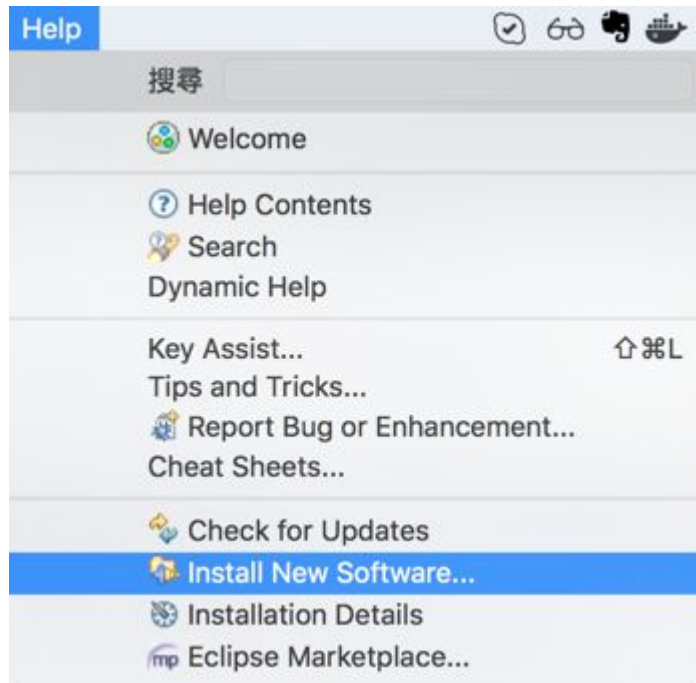 Help
搜尋
Welcome
Help Contents
Search
Dynamic Help
Key Assist... ⇧⌘L
Tips and Tricks...
Report Bug or Enhancement...
Cheat Sheets...
Check for Updates
Install New Software...
Installation Details
mp Eclipse Marketplace...